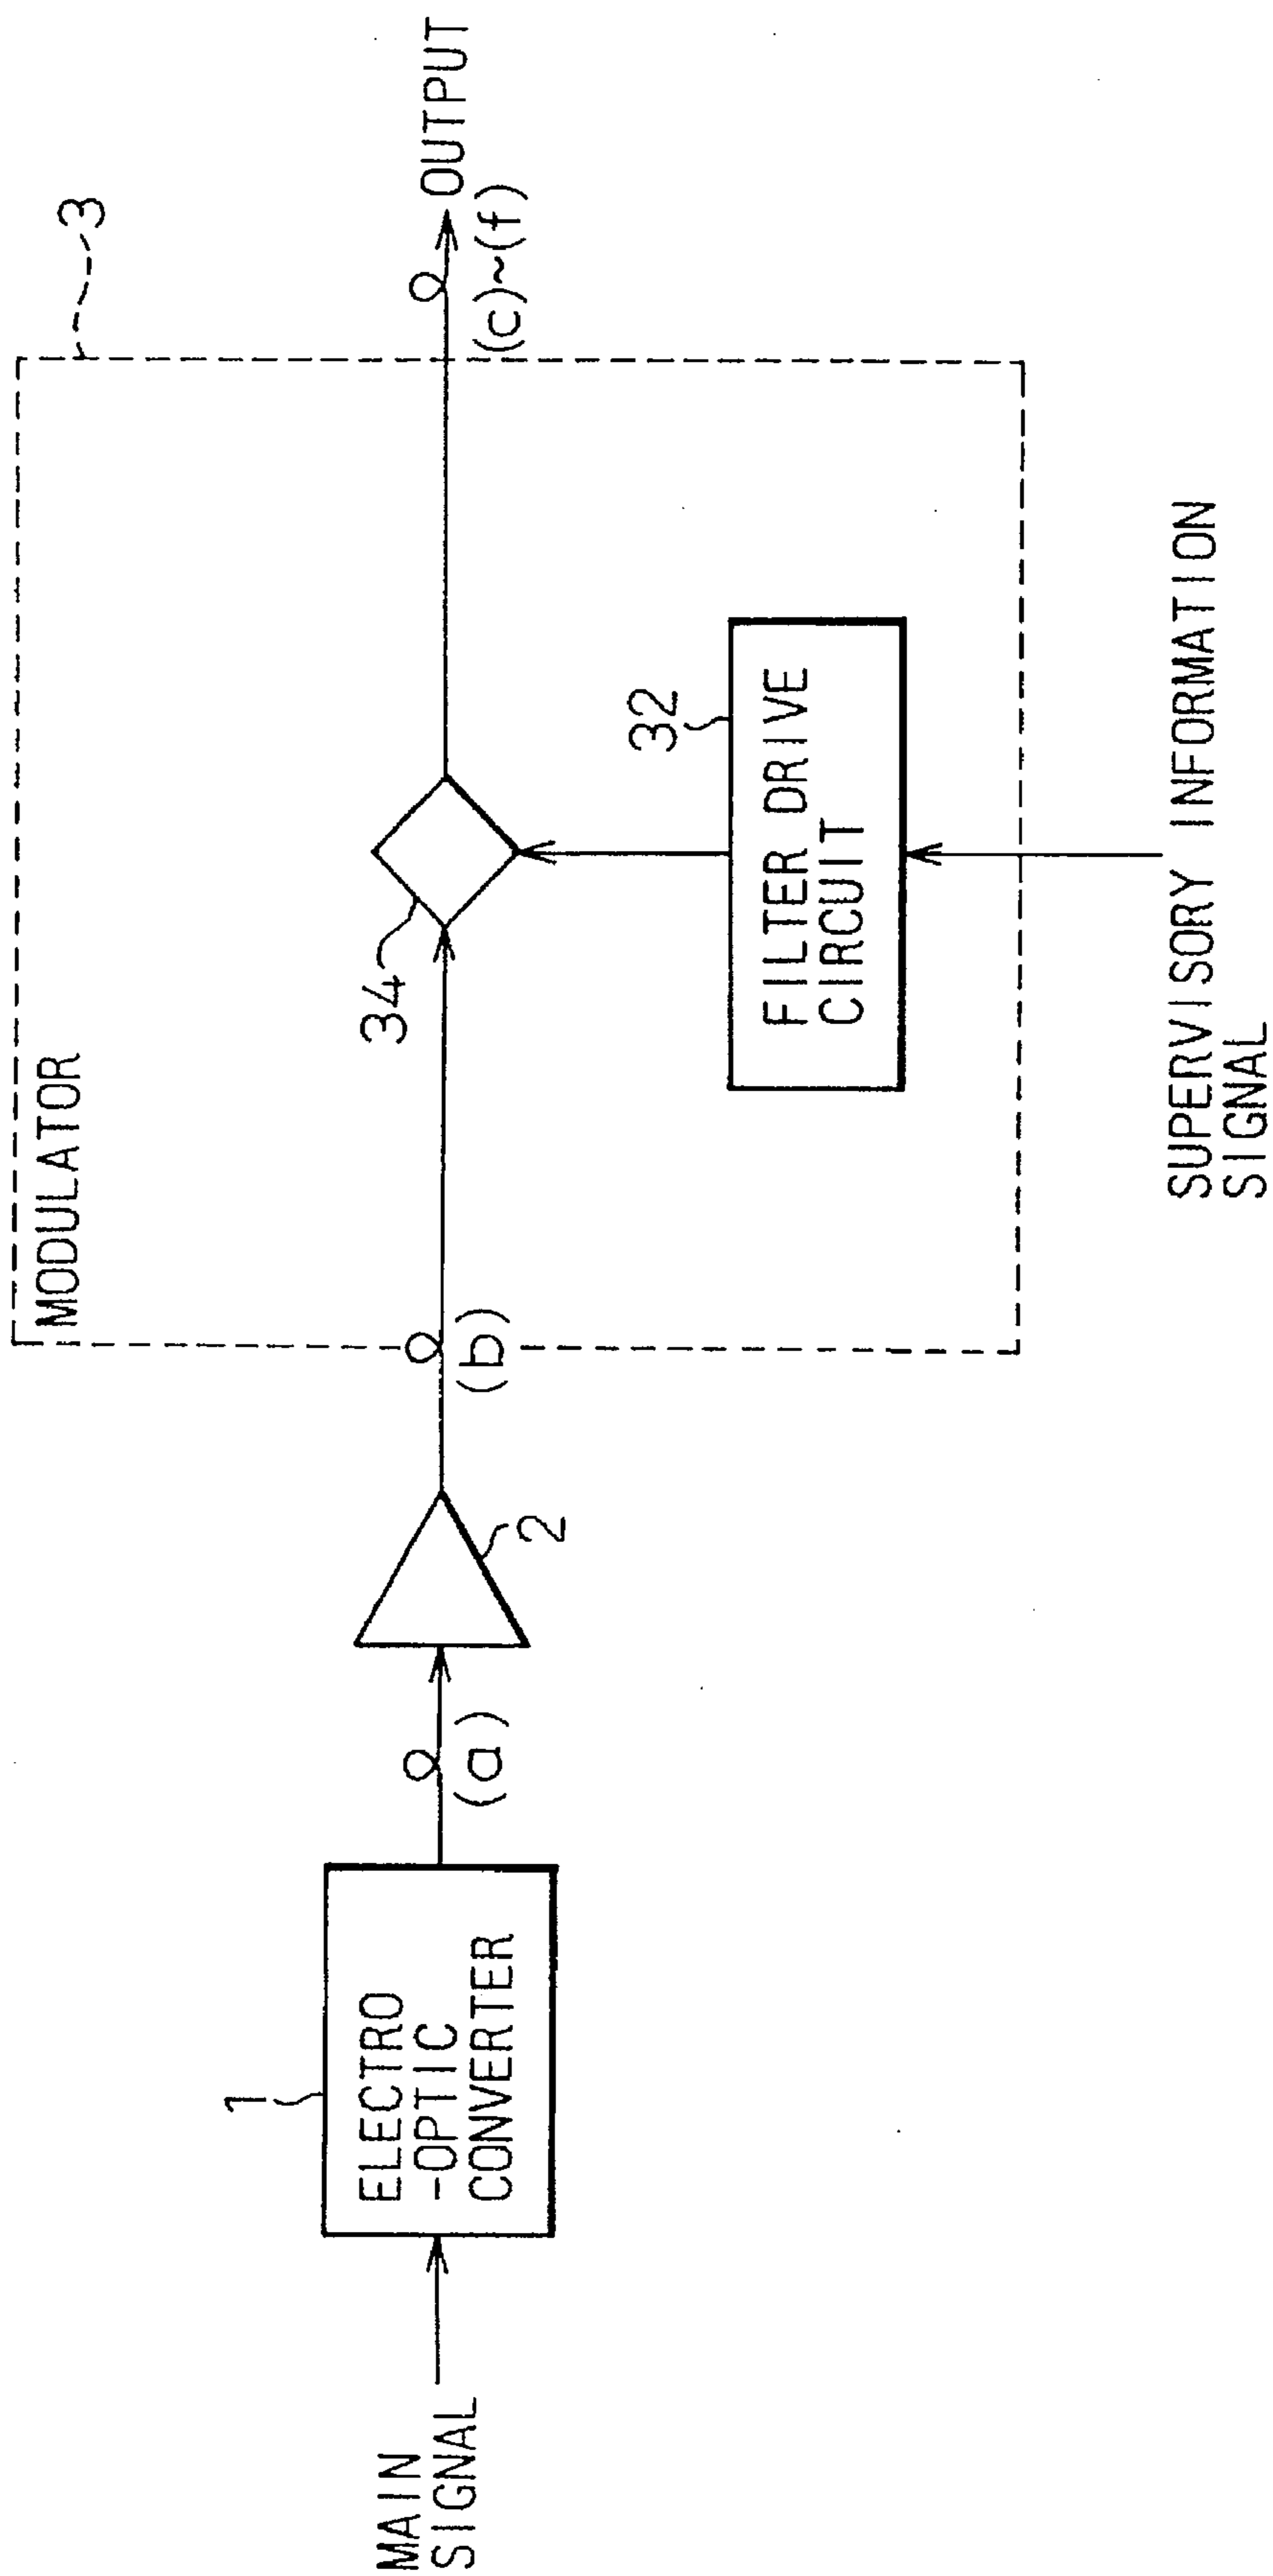 MODULATOR
3
MAIN
SIGNAL
1
ELECTRO
-OPTIC
CONVERTER
(a)
2
(b)
34
32
FILTER DRIVE
CIRCUIT
OUTPUT
(c)~(f)
SUPERVISORY INFORMATION
SIGNAL